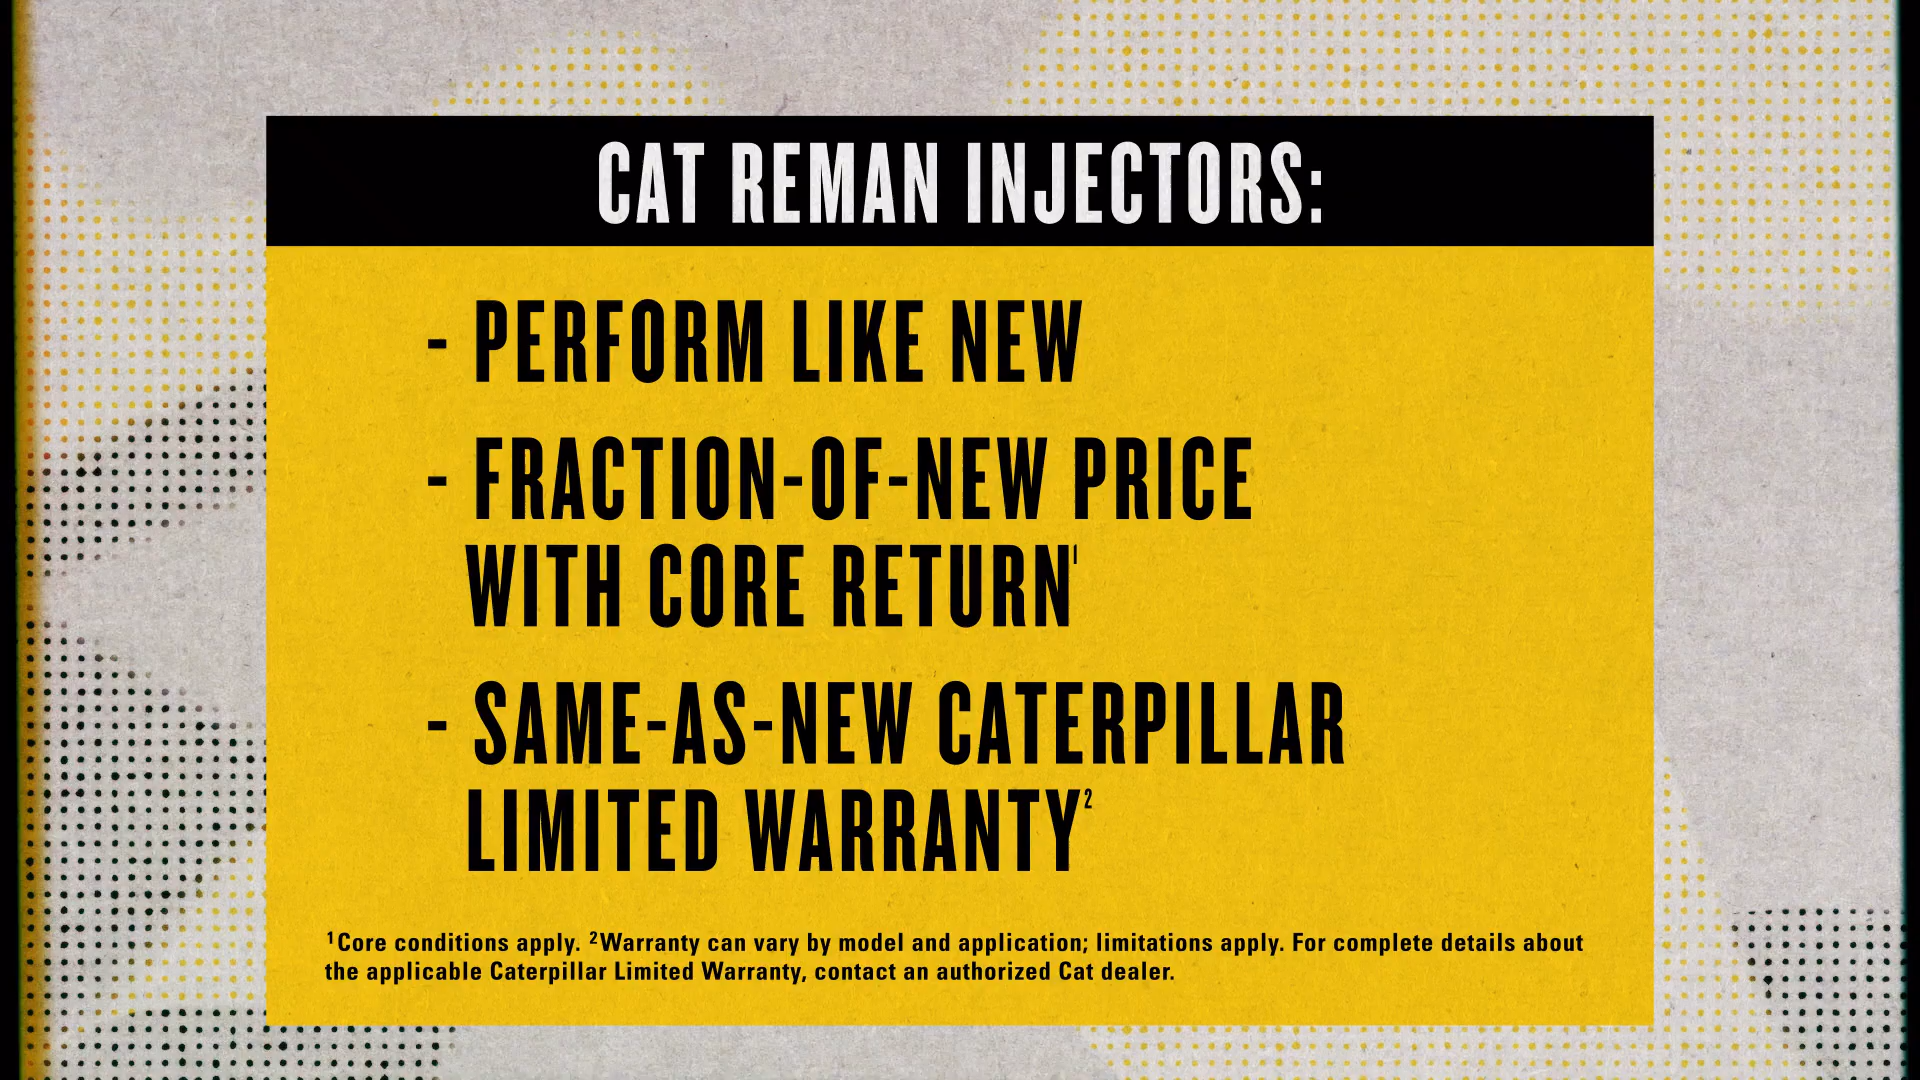 CAT REMAN INJECTORS:
- PERFORM LIKE NEW
- FRACTION-OF-NEW PRICE
WITH CORE RETURN¹
- SAME-AS-NEW CATERPILLAR
LIMITED WARRANTY²
¹Core conditions apply. ²Warranty can vary by model and application; limitations apply. For complete details about
the applicable Caterpillar Limited Warranty, contact an authorized Cat dealer.